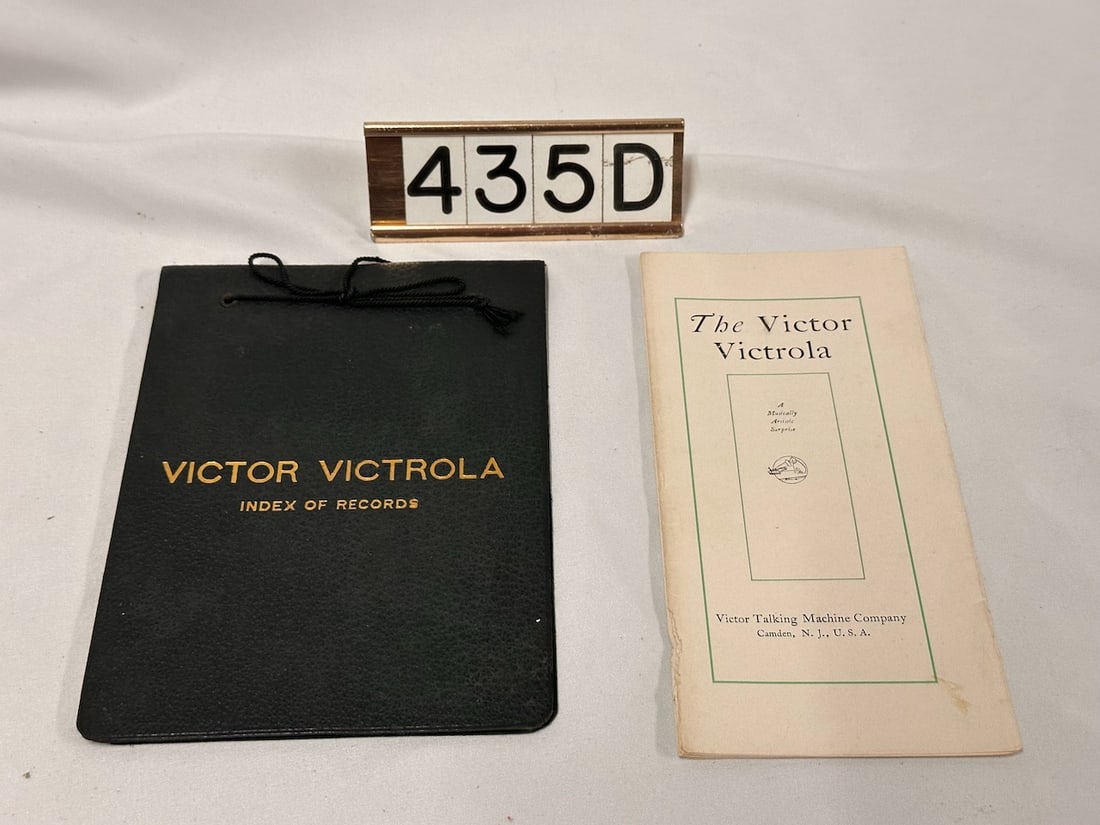 435D
VICTOR VICTROLA
INDEX OF RECORDS
The Victor
Victrola
A
Musically
Artistic
Surprise
Victor Talking Machine Company
Camden, N. J., U. S. A.